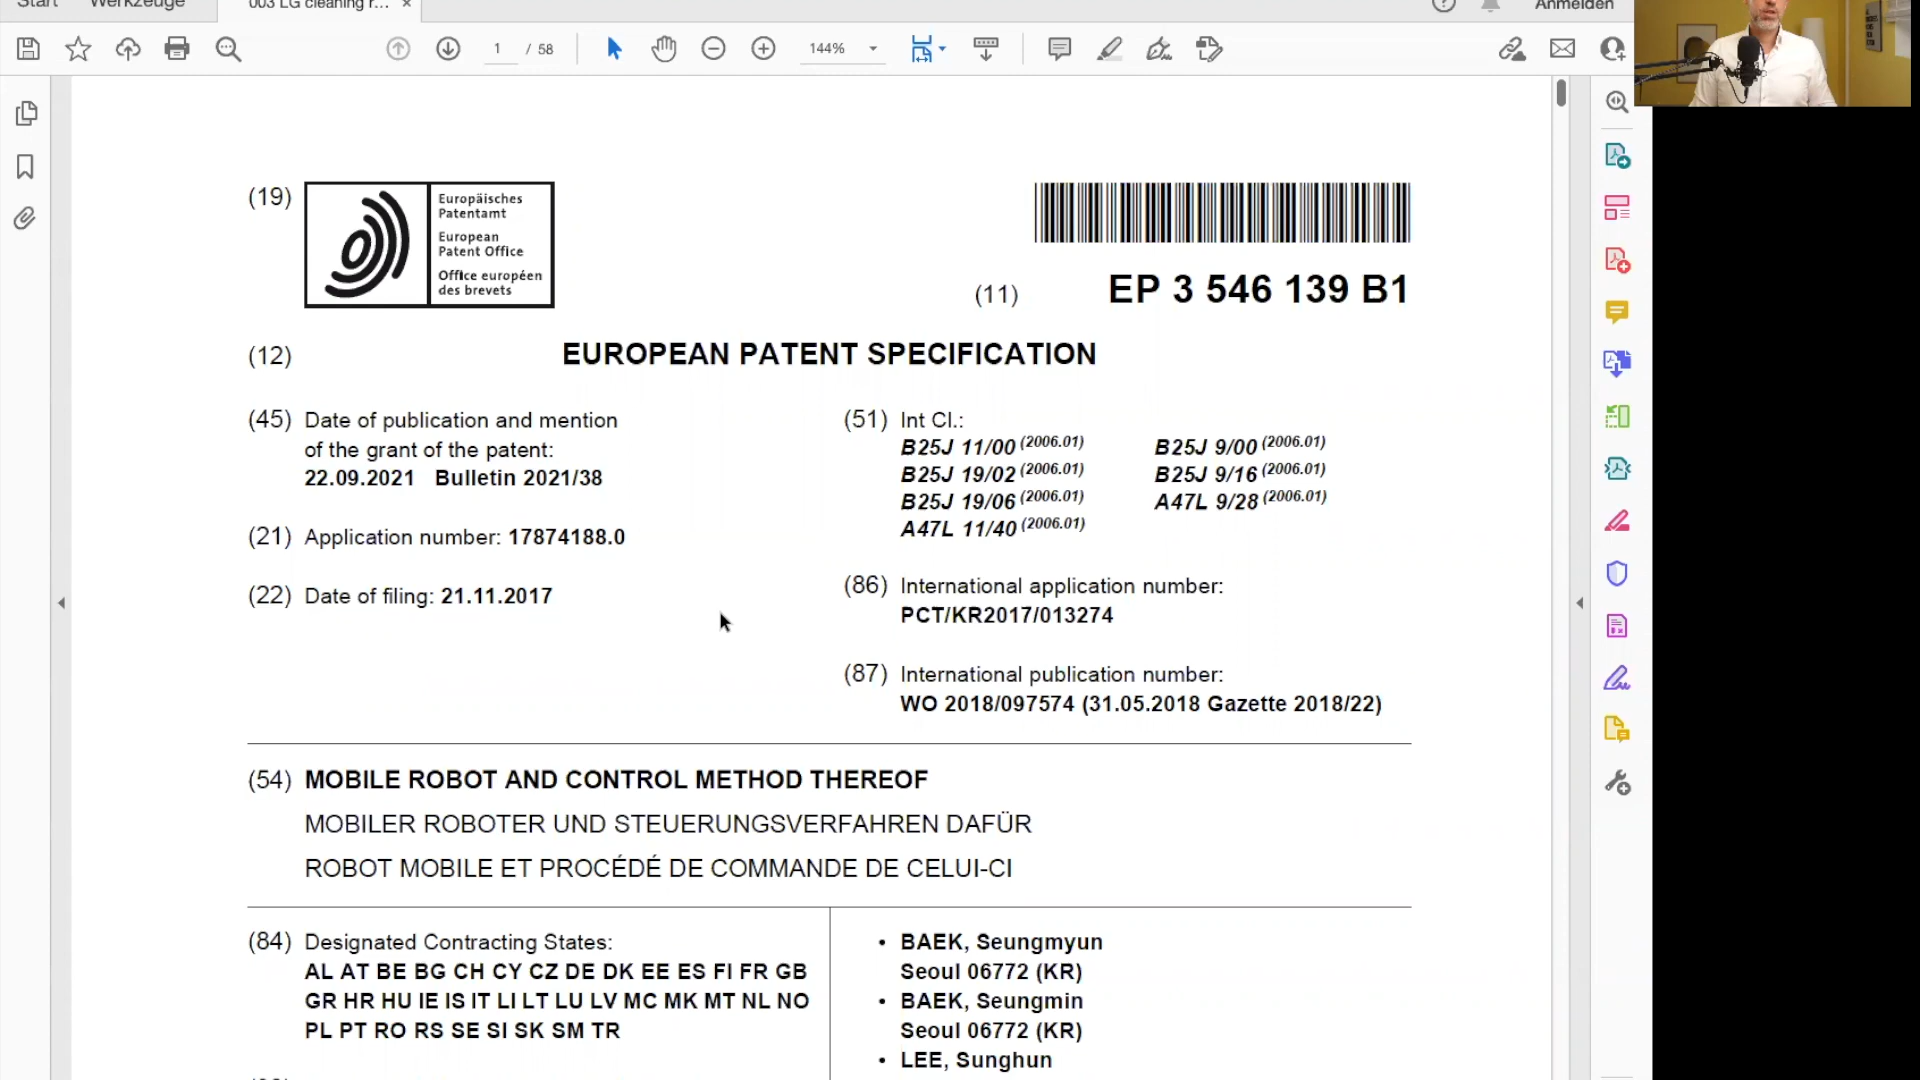 Start Werkzeuge 003 LG cleaning r... × Anmelden
1 / 58 144%
(19) Europäisches
Patentamt
European
Patent Office
Office européen
des brevets
(11) EP 3 546 139 B1
(12) EUROPEAN PATENT SPECIFICATION
(45) Date of publication and mention
of the grant of the patent:
22.09.2021 Bulletin 2021/38
(21) Application number: 17874188.0
(22) Date of filing: 21.11.2017
(51) Int Cl.:
B25J 11/00 (2006.01) B25J 9/00 (2006.01)
B25J 19/02 (2006.01) B25J 9/16 (2006.01)
B25J 19/06 (2006.01) A47L 9/28 (2006.01)
A47L 11/40 (2006.01)
(86) International application number:
PCT/KR2017/013274
(87) International publication number:
WO 2018/097574 (31.05.2018 Gazette 2018/22)
(54) MOBILE ROBOT AND CONTROL METHOD THEREOF
MOBILER ROBOTER UND STEUERUNGSVERFAHREN DAFÜR
ROBOT MOBILE ET PROCÉDÉ DE COMMANDE DE CELUI-CI
(84) Designated Contracting States:
AL AT BE BG CH CY CZ DE DK EE ES FI FR GB
GR HR HU IE IS IT LI LT LU LV MC MK MT NL NO
PL PT RO RS SE SI SK SM TR
• BAEK, Seungmyun
Seoul 06772 (KR)
• BAEK, Seungmin
Seoul 06772 (KR)
• LEE, Sunghun